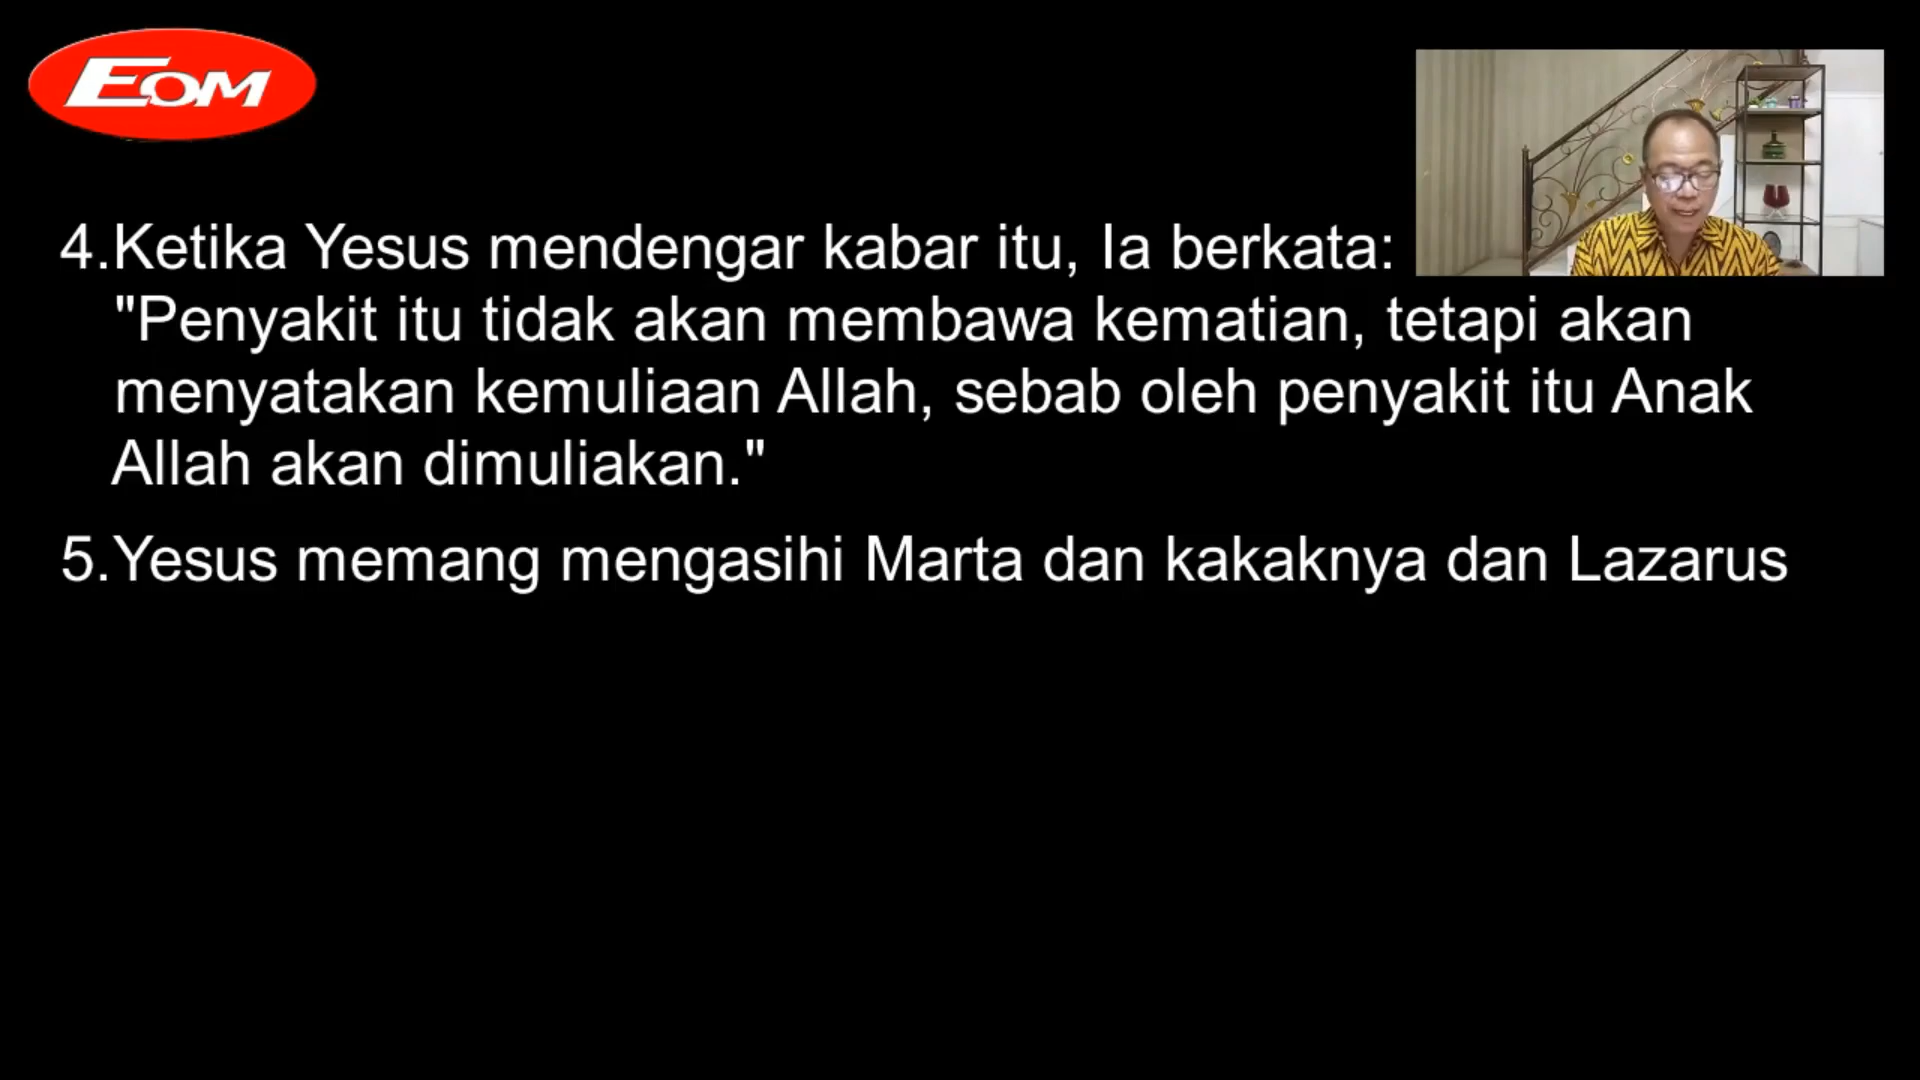 EOM
4.Ketika Yesus mendengar kabar itu, Ia berkata:
"Penyakit itu tidak akan membawa kematian, tetapi akan
menyatakan kemuliaan Allah, sebab oleh penyakit itu Anak
Allah akan dimuliakan."
5.Yesus memang mengasihi Marta dan kakaknya dan Lazarus